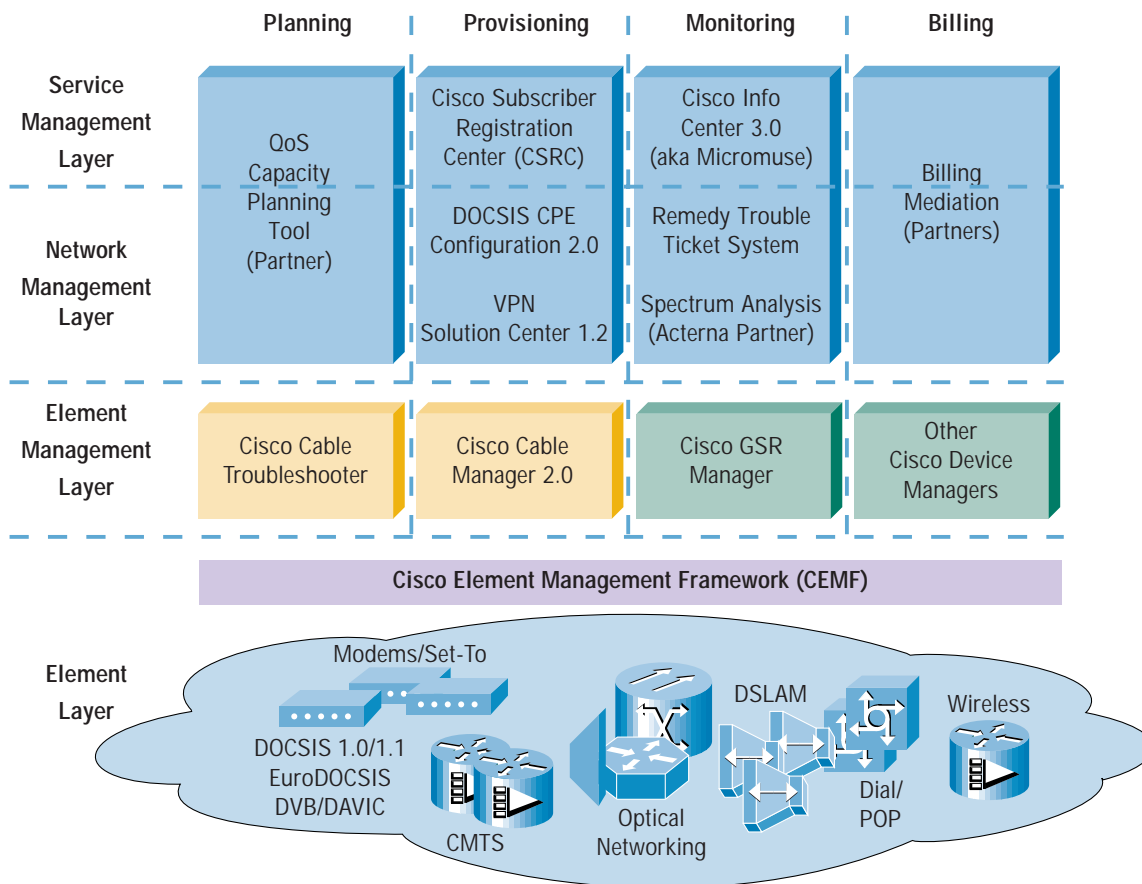 Planning
Provisioning
Monitoring
Billing
Service
Management
Layer
QoS
Capacity
Planning
Tool
(Partner)
Cisco Subscriber
Registration
Center (CSRC)
Cisco Info
Center 3.0
(aka Micromuse)
Billing
Mediation
(Partners)
Network
Management
Layer
DOCSIS CPE
Configuration 2.0
VPN
Solution Center 1.2
Remedy Trouble
Ticket System
Spectrum Analysis
(Acterna Partner)
Element
Management
Layer
Cisco Cable
Troubleshooter
Cisco Cable
Manager 2.0
Cisco GSR
Manager
Other
Cisco Device
Managers
Cisco Element Management Framework (CEMF)
Element
Layer
Modems/Set-To
DOCSIS 1.0/1.1
EuroDOCSIS
DVB/DAVIC
CMTS
Optical
Networking
DSLAM
Dial/
POP
Wireless